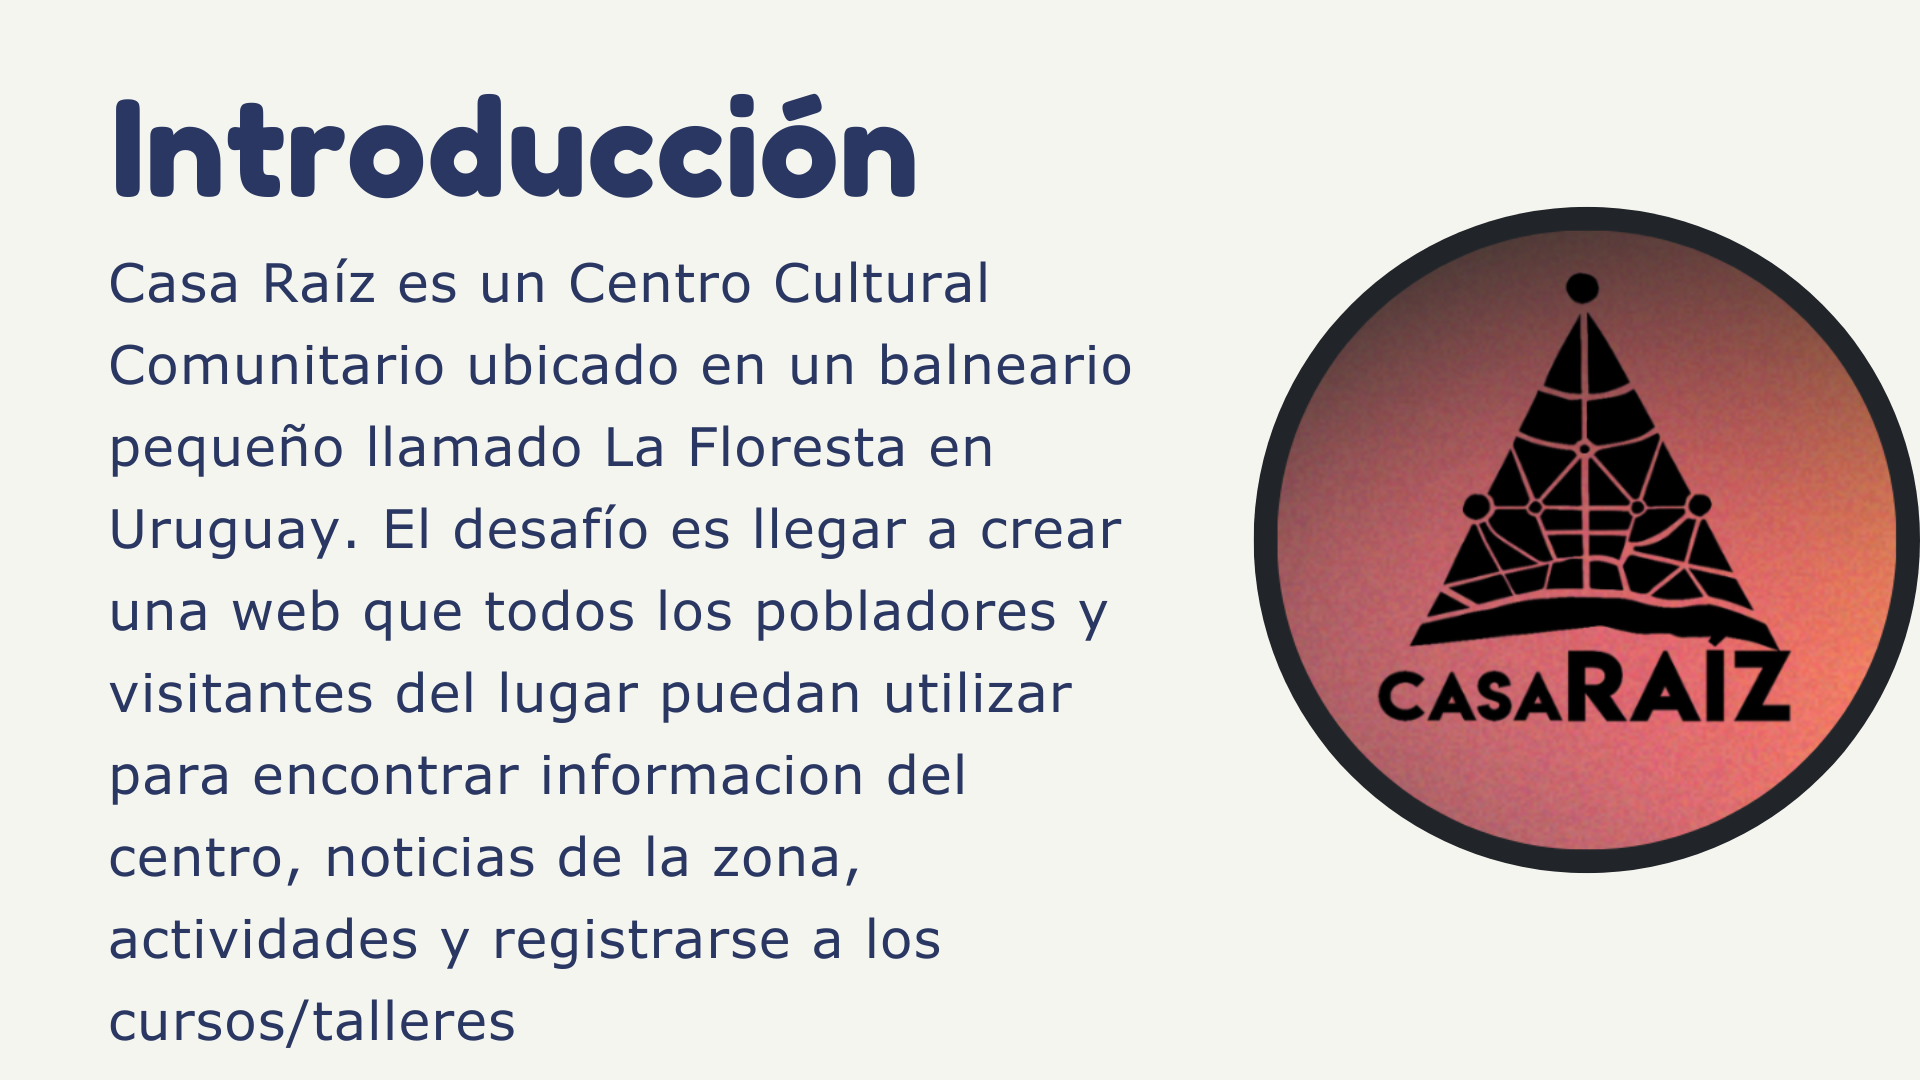 Introducción
Casa Raíz es un Centro Cultural
Comunitario ubicado en un balneario
pequeño llamado La Floresta en
Uruguay. El desafío es llegar a crear
una web que todos los pobladores y
visitantes del lugar puedan utilizar
para encontrar informacion del
centro, noticias de la zona,
actividades y registrarse a los
cursos/talleres
CASARAÍZ